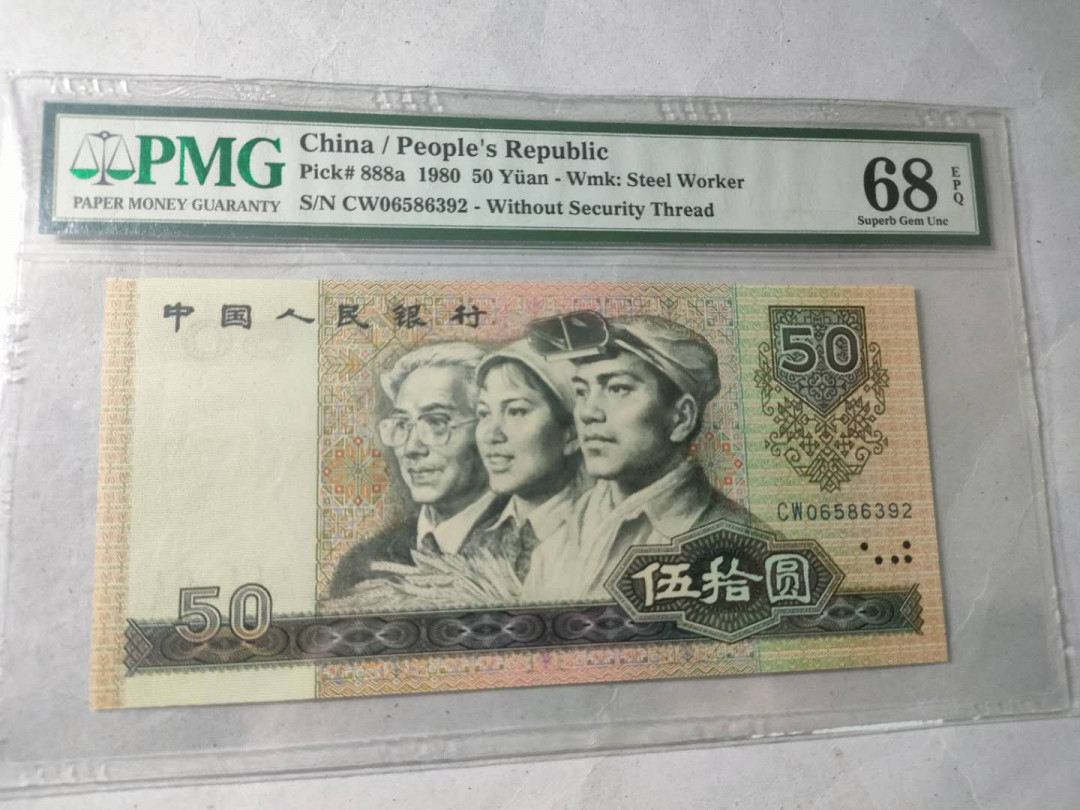 PMG
PAPER MONEY GUARANTY
China / People's Republic
Pick# 888a 1980 50 Yüan - Wmk: Steel Worker
S/N CW06586392 - Without Security Thread
68
EPQ
Superb Gem Unc
中国人民银行
50
CW06586392
伍拾圆
50